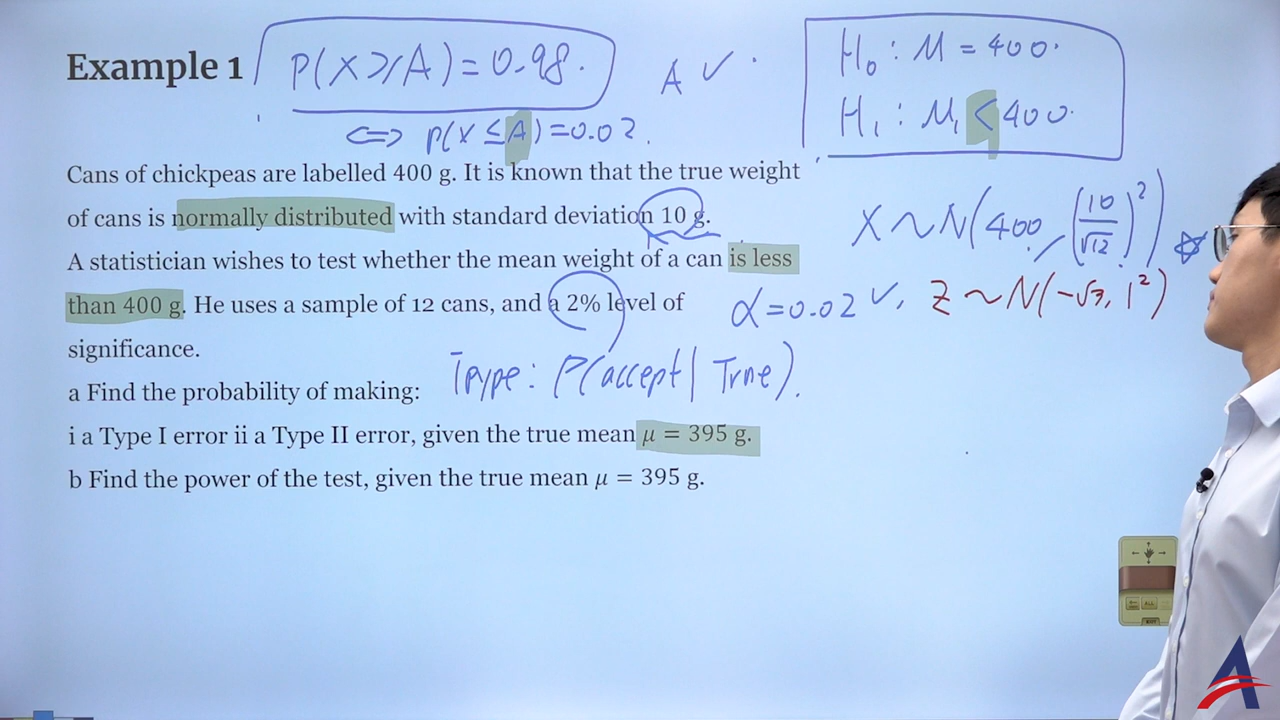 Example 1
P(X ≥ A) = 0.98.
A ✓ .
⇔ P(X ≤ A) = 0.02.
H₀ : M = 400.
H₁ : M₁ < 400.
Cans of chickpeas are labelled 400 g. It is known that the true weight
of cans is normally distributed with standard deviation 10 g.
X ~ N(400, (10/√12)²)
A statistician wishes to test whether the mean weight of a can is less
than 400 g. He uses a sample of 12 cans, and a 2% level of
α = 0.02 ✓, Z ~ N(-√3, 1²)
significance.
P(accept | True).
a Find the probability of making:
i a Type I error ii a Type II error, given the true mean μ = 395 g.
b Find the power of the test, given the true mean μ = 395 g.